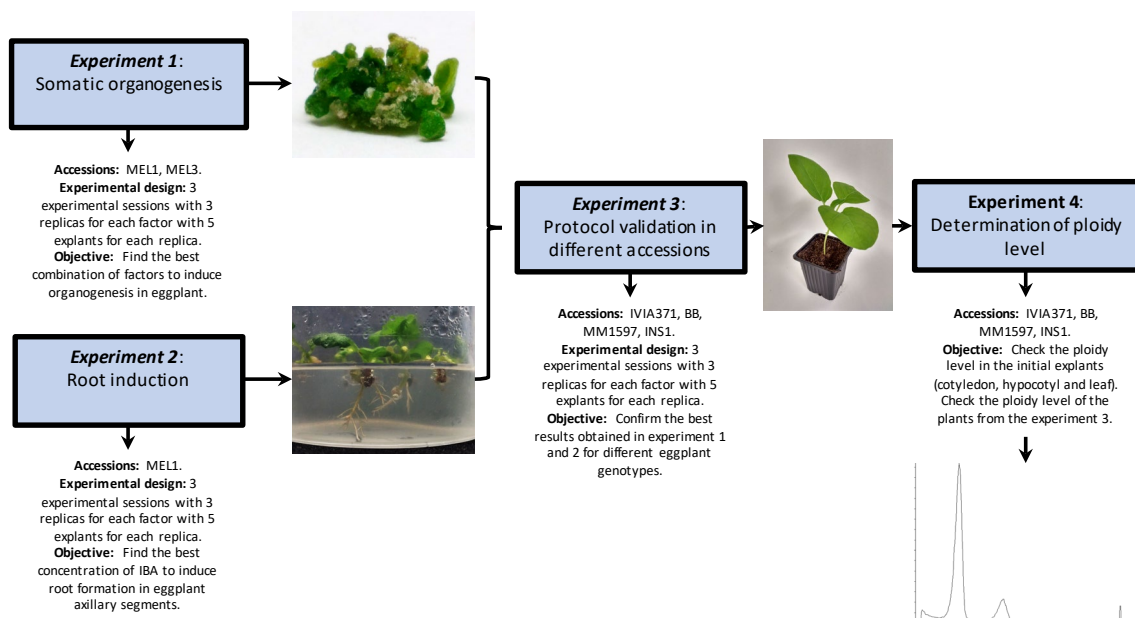 Experiment 1:
Somatic organogenesis
Accessions: MEL1, MEL3.
Experimental design: 3
experimental sessions with 3
replicas for each factor with 5
explants for each replica.
Objective: Find the best
combination of factors to induce
organogenesis in eggplant.
Experiment 2:
Root induction
Accessions: MEL1.
Experimental design: 3
experimental sessions with 3
replicas for each factor with 5
explants for each replica.
Objective: Find the best
concentration of IBA to induce
root formation in eggplant
axillary segments.
Experiment 3:
Protocol validation in
different accessions
Accessions: IVIA371, BB,
MM1597, INS1.
Experimental design: 3
experimental sessions with 3
replicas for each factor with 5
explants for each replica.
Objective: Confirm the best
results obtained in experiment 1
and 2 for different eggplant
genotypes.
Experiment 4:
Determination of ploidy
level
Accessions: IVIA371, BB,
MM1597, INS1.
Objective: Check the ploidy
level in the initial explants
(cotyledon, hypocotyl and leaf).
Check the ploidy level of the
plants from the experiment 3.